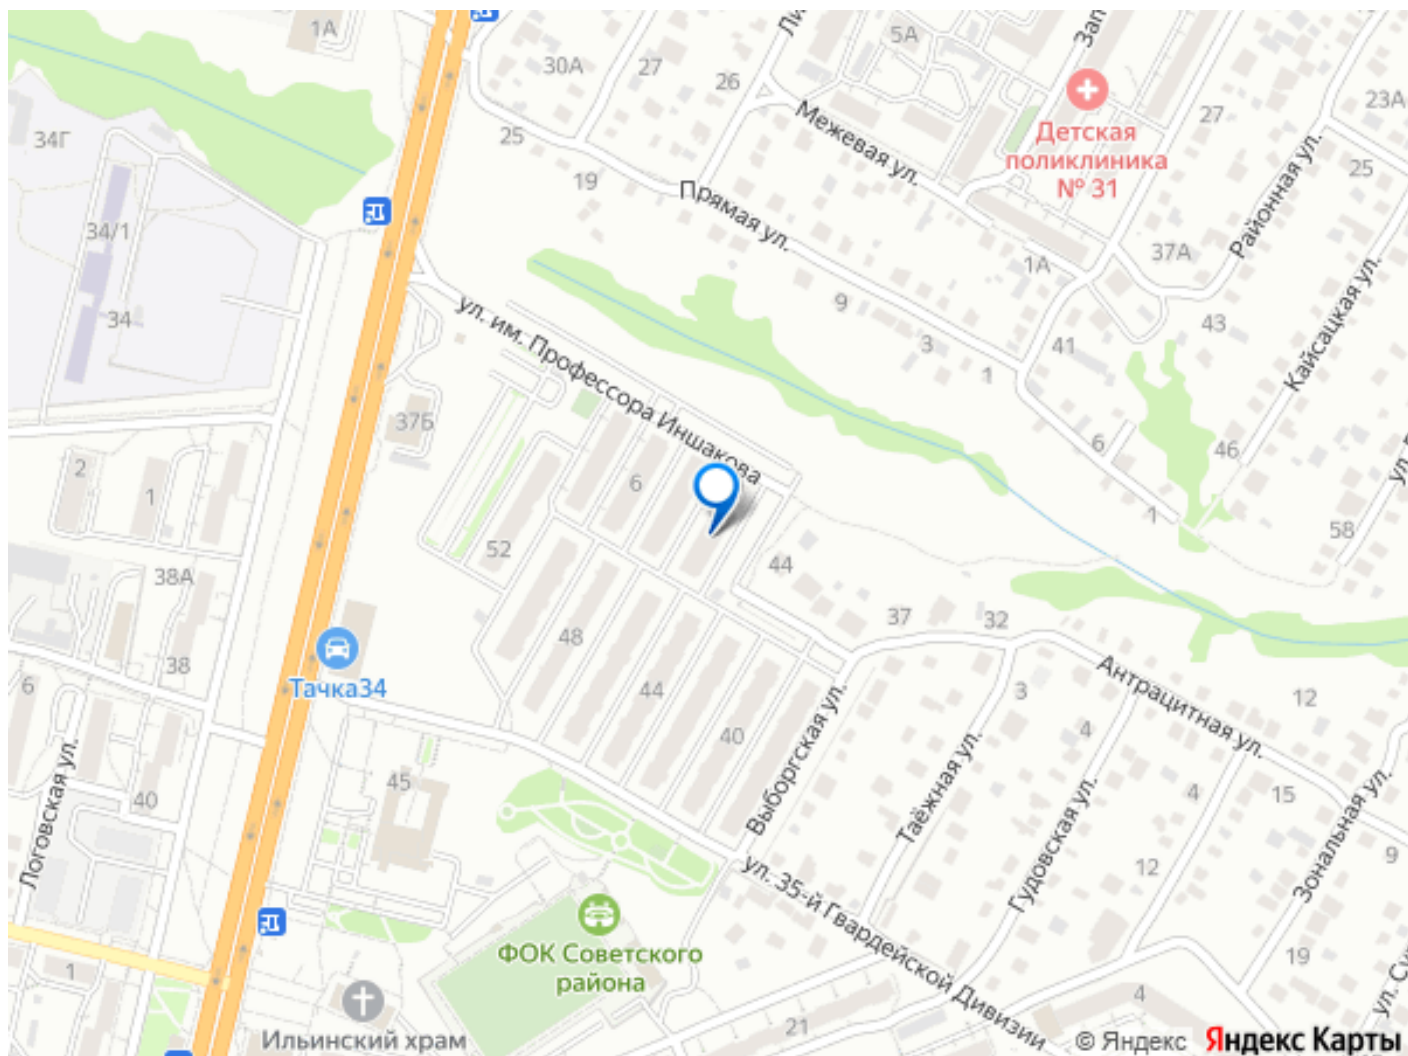 1А
5А
30А
27
26
Межевая ул.
27
23А
34Г
25
Детская
поликлиника
№ 31
Районная ул.
25
19
Прямая ул.
34/1
37А
1А
Кайсацкая ул.
34
9
ул. им. Профессора Иншакова
3
41
43
1
37Б
6
46
2
1
6
1
58
52
44
38А
48
37
32
38
6
Тачка34
44
3
Антрацитная ул.
12
40
4
Выборгская ул.
Таёжная ул.
Логовская ул.
45
40
4
15
Гудовская ул.
Зональная ул.
9
12
ул. 35-й Гвардейской Дивизии
ФОК Советского
района
19
1
4
21
Ильинский храм
© Яндекс
Яндекс Карты